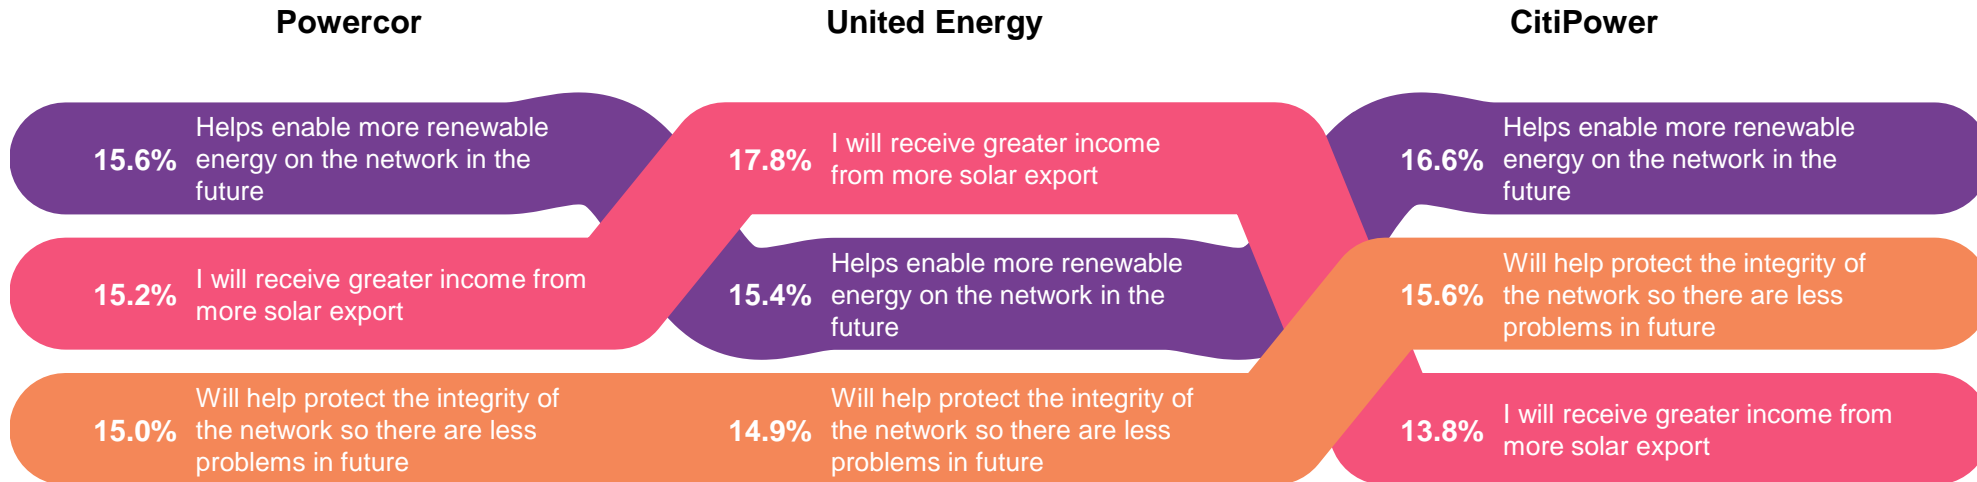 Powercor
United Energy
CitiPower
15.6%
Helps enable more renewable
energy on the network in the
future
17.8%
I will receive greater income
from more solar export
16.6%
Helps enable more renewable
energy on the network in the
future
15.2%
I will receive greater income from
more solar export
15.4%
Helps enable more renewable
energy on the network in the
future
15.6%
Will help protect the integrity of
the network so there are less
problems in future
15.0%
Will help protect the integrity of
the network so there are less
problems in future
14.9%
Will help protect the integrity of
the network so there are less
problems in future
13.8%
I will receive greater income from
more solar export